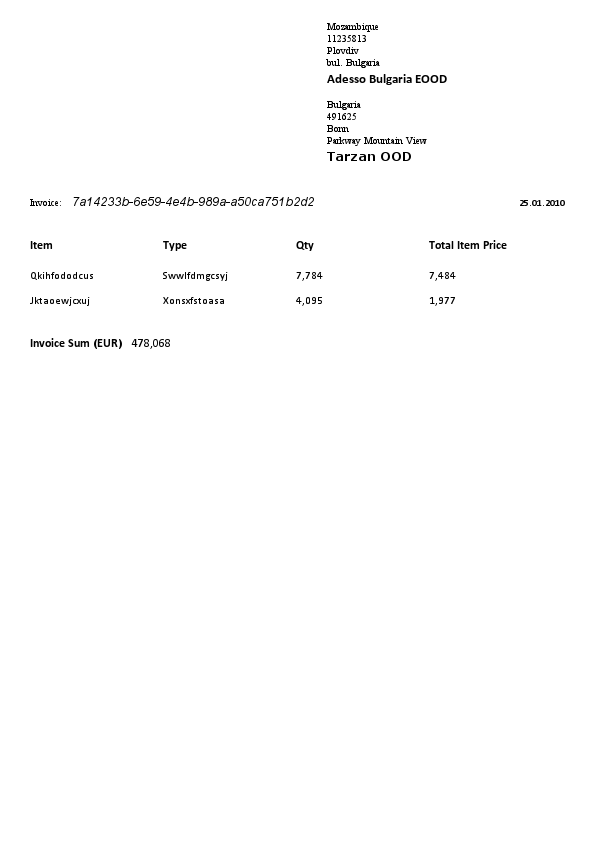 Mozambique
11235813
Plovdiv
bul. Bulgaria
Adesso Bulgaria EOOD
Bulgaria
491625
Bonn
Parkway Mountain View
Tarzan OOD
Invoice: 7a14233b-6e59-4e4b-989a-a50ca751b2d2 25.01.2010
Item Type Qty Total Item Price
Qkihfododcus Swwlfdmgcsyj 7,784 7,484
Jktaoewjcxuj Xonsxfstoasa 4,095 1,977
Invoice Sum (EUR) 478,068